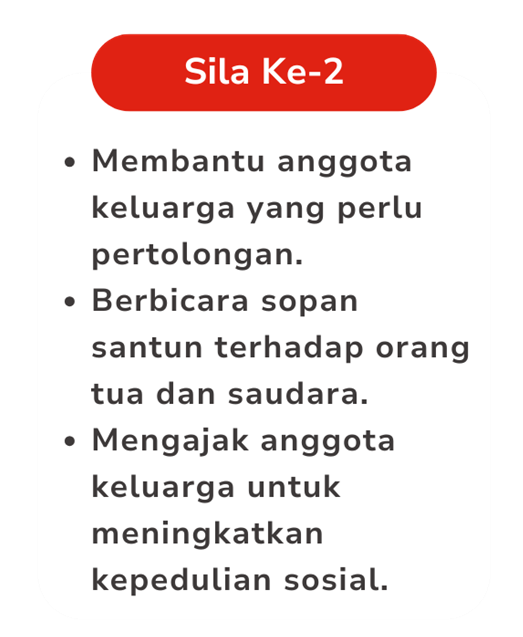 Sila Ke-2
• Membantu anggota
keluarga yang perlu
pertolongan.
• Berbicara sopan
santun terhadap orang
tua dan saudara.
• Mengajak anggota
keluarga untuk
meningkatkan
kepedulian sosial.